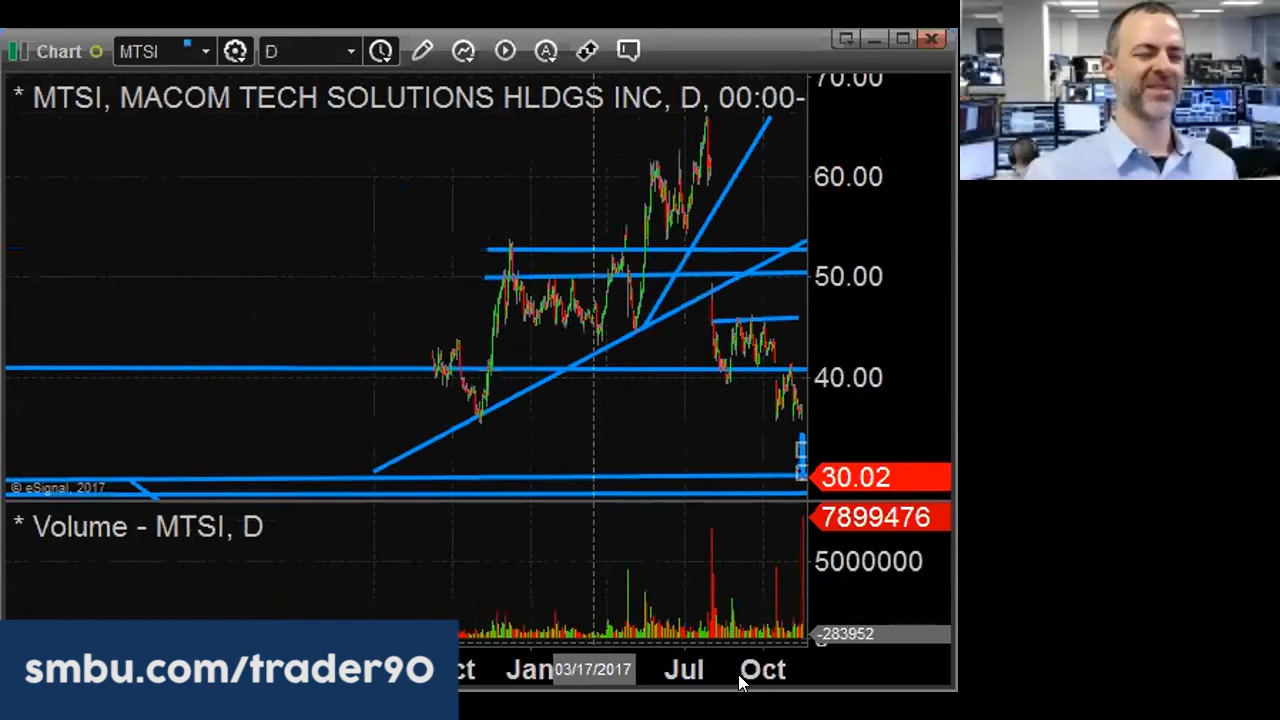 Chart MTSI D
* MTSI, MACOM TECH SOLUTIONS HLDGS INC, D, 00:00-
70.00
60.00
50.00
40.00
30.02
© eSignal, 2017
* Volume - MTSI, D
7899476
5000000
-283952
ct Jan 03/17/2017 Jul Oct
smbu.com/trader90